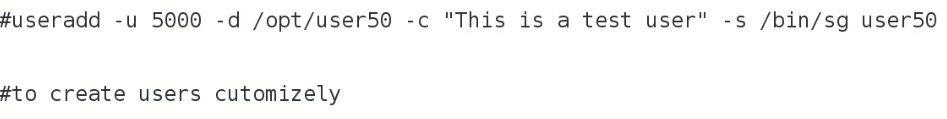 #useradd -u 5000 -d /opt/user50 -c "This is a test user" -s /bin/sg user50
#to create users cutomizely